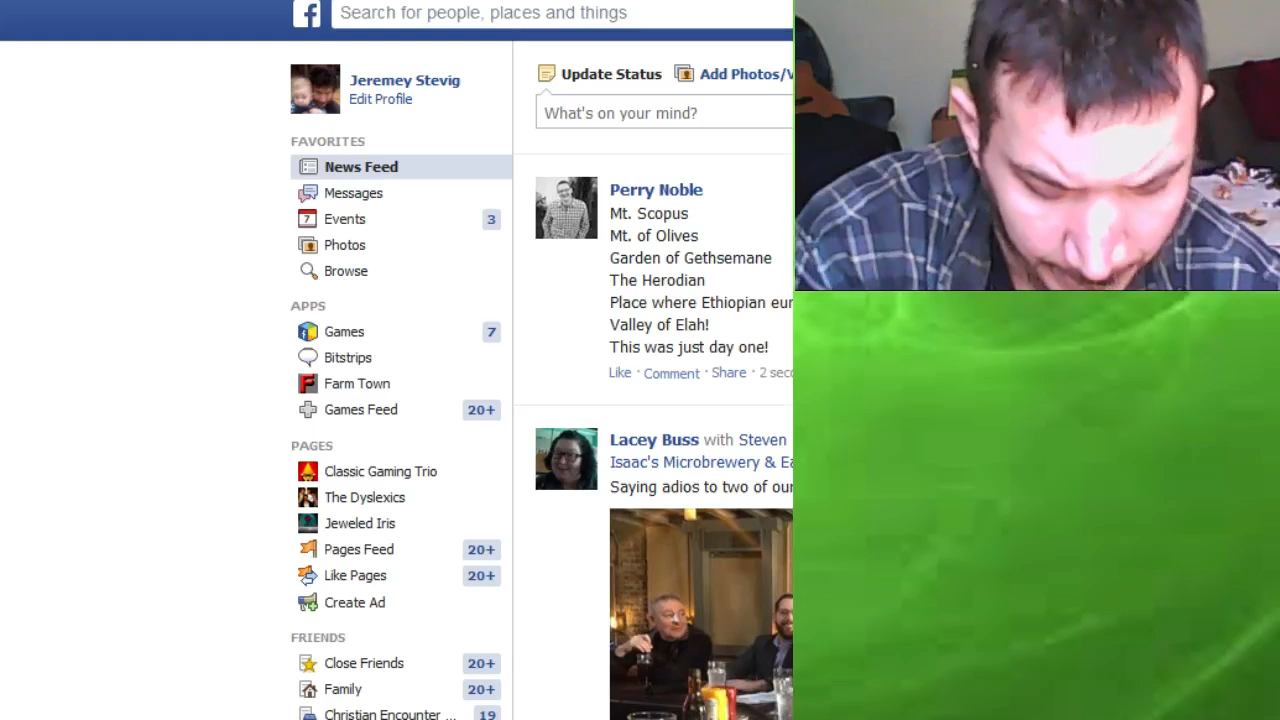 Search for people, places and things
Jeremey Stevig
Edit Profile
FAVORITES
News Feed
Messages
7
Events
3
Photos
Browse
APPS
Games
7
Bitstrips
Farm Town
Games Feed
20+
PAGES
Classic Gaming Trio
The Dyslexics
Jeweled Iris
Pages Feed
20+
Like Pages
20+
Create Ad
FRIENDS
Close Friends
20+
Family
20+
Christian Encounter ...
19
Update Status
Add Photos/V
What's on your mind?
Perry Noble
Mt. Scopus
Mt. of Olives
Garden of Gethsemane
The Herodian
Place where Ethiopian eur
Valley of Elah!
This was just day one!
Like · Comment · Share · 2 seco
Lacey Buss with Steven
Isaac's Microbrewery & Ea
Saying adios to two of our